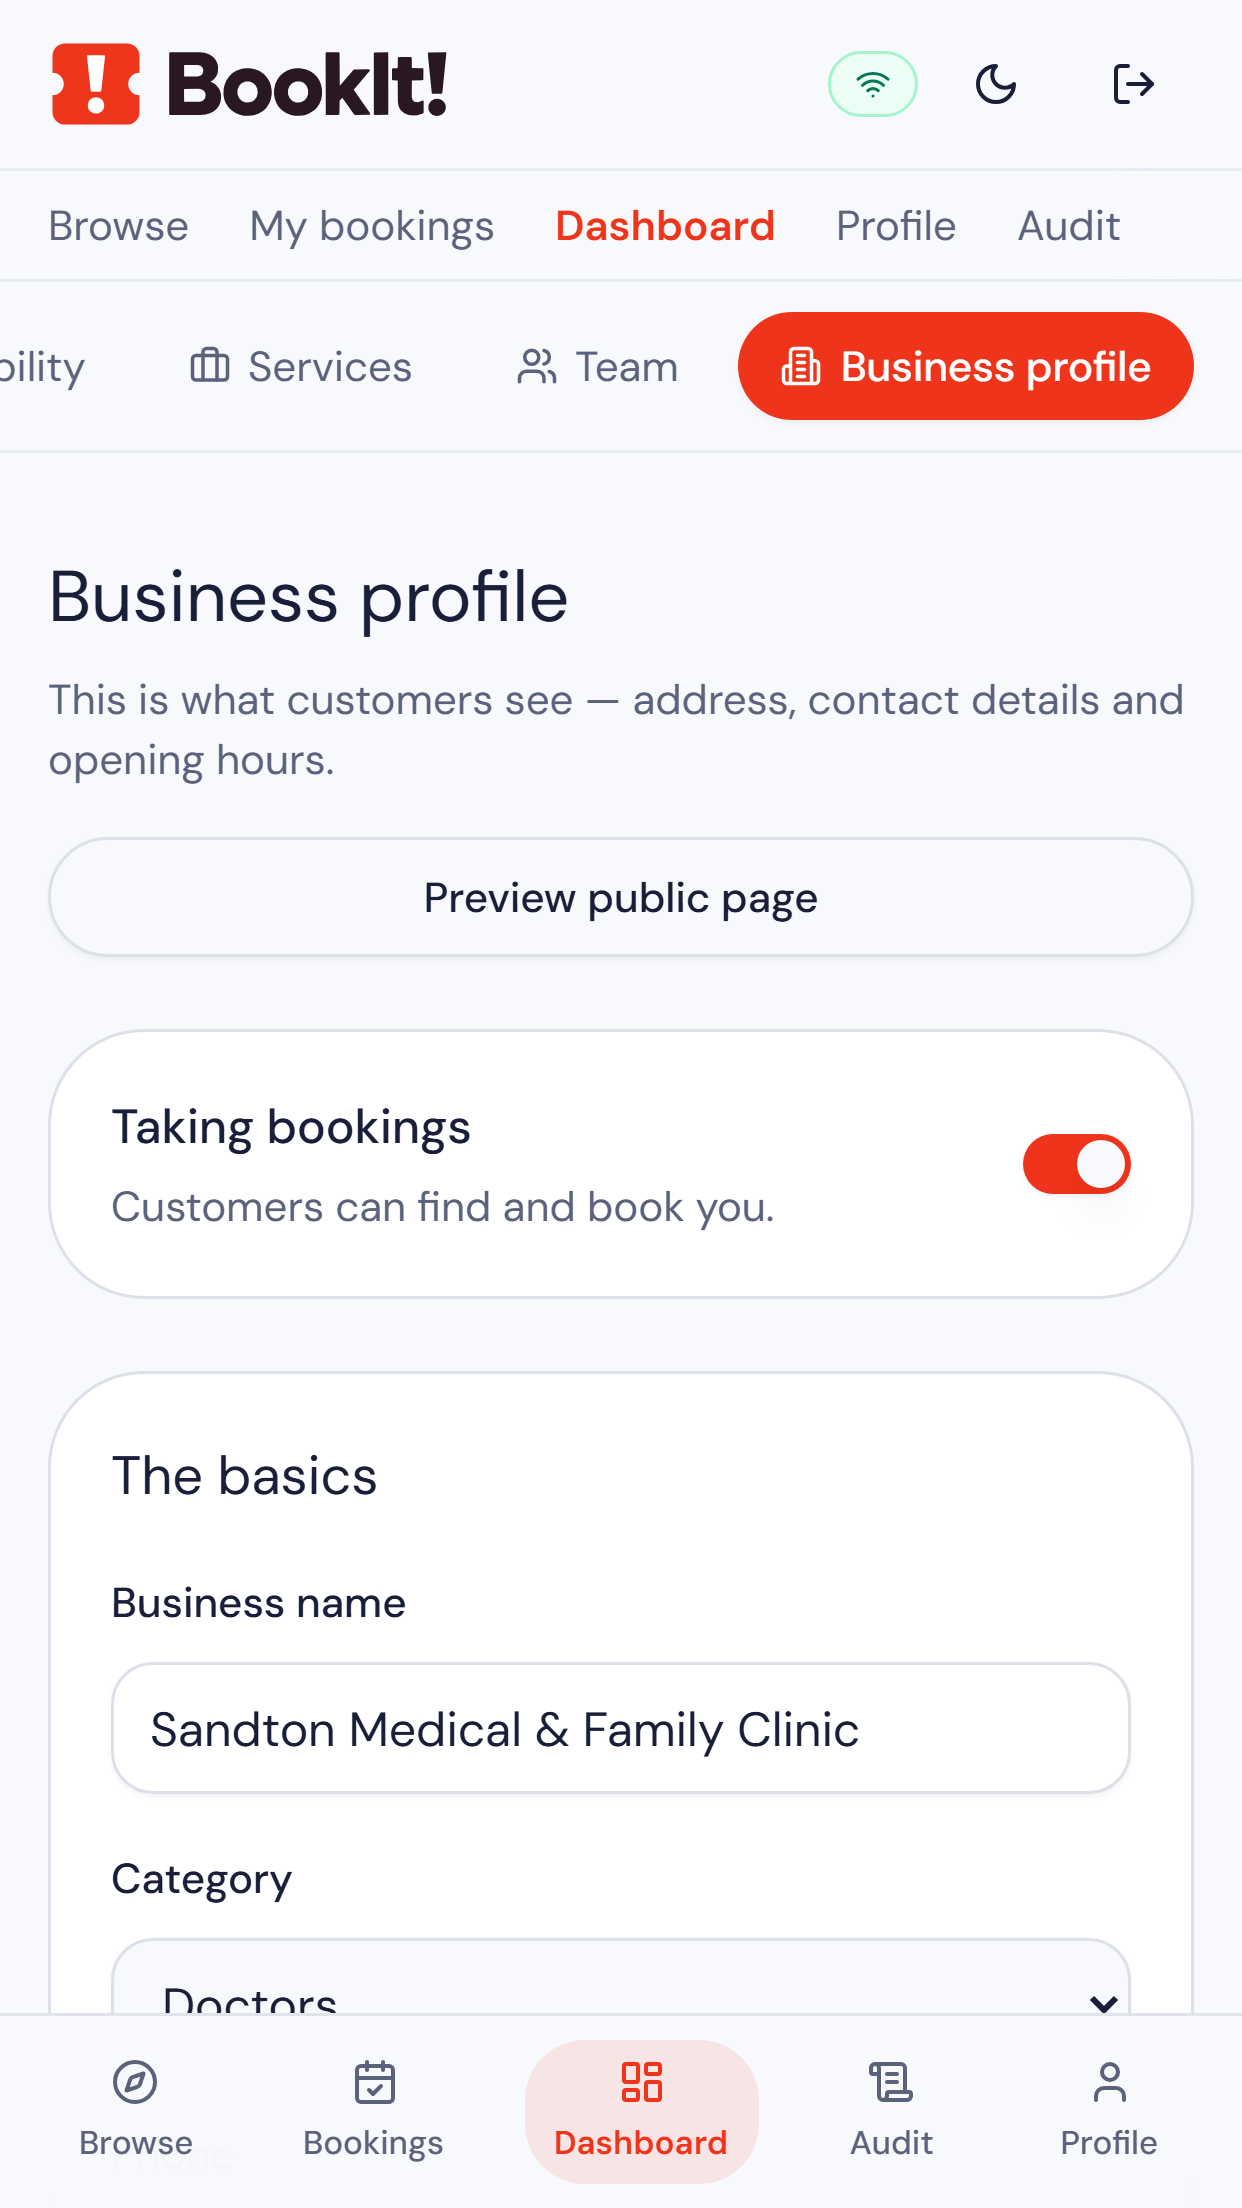 BookIt!
Browse My bookings Dashboard Profile Audit
bility Services Team Business profile
Business profile
This is what customers see — address, contact details and
opening hours.
Preview public page
Taking bookings
Customers can find and book you.
The basics
Business name
Sandton Medical & Family Clinic
Category
Doctors
Browse Bookings Dashboard Audit Profile
Phone